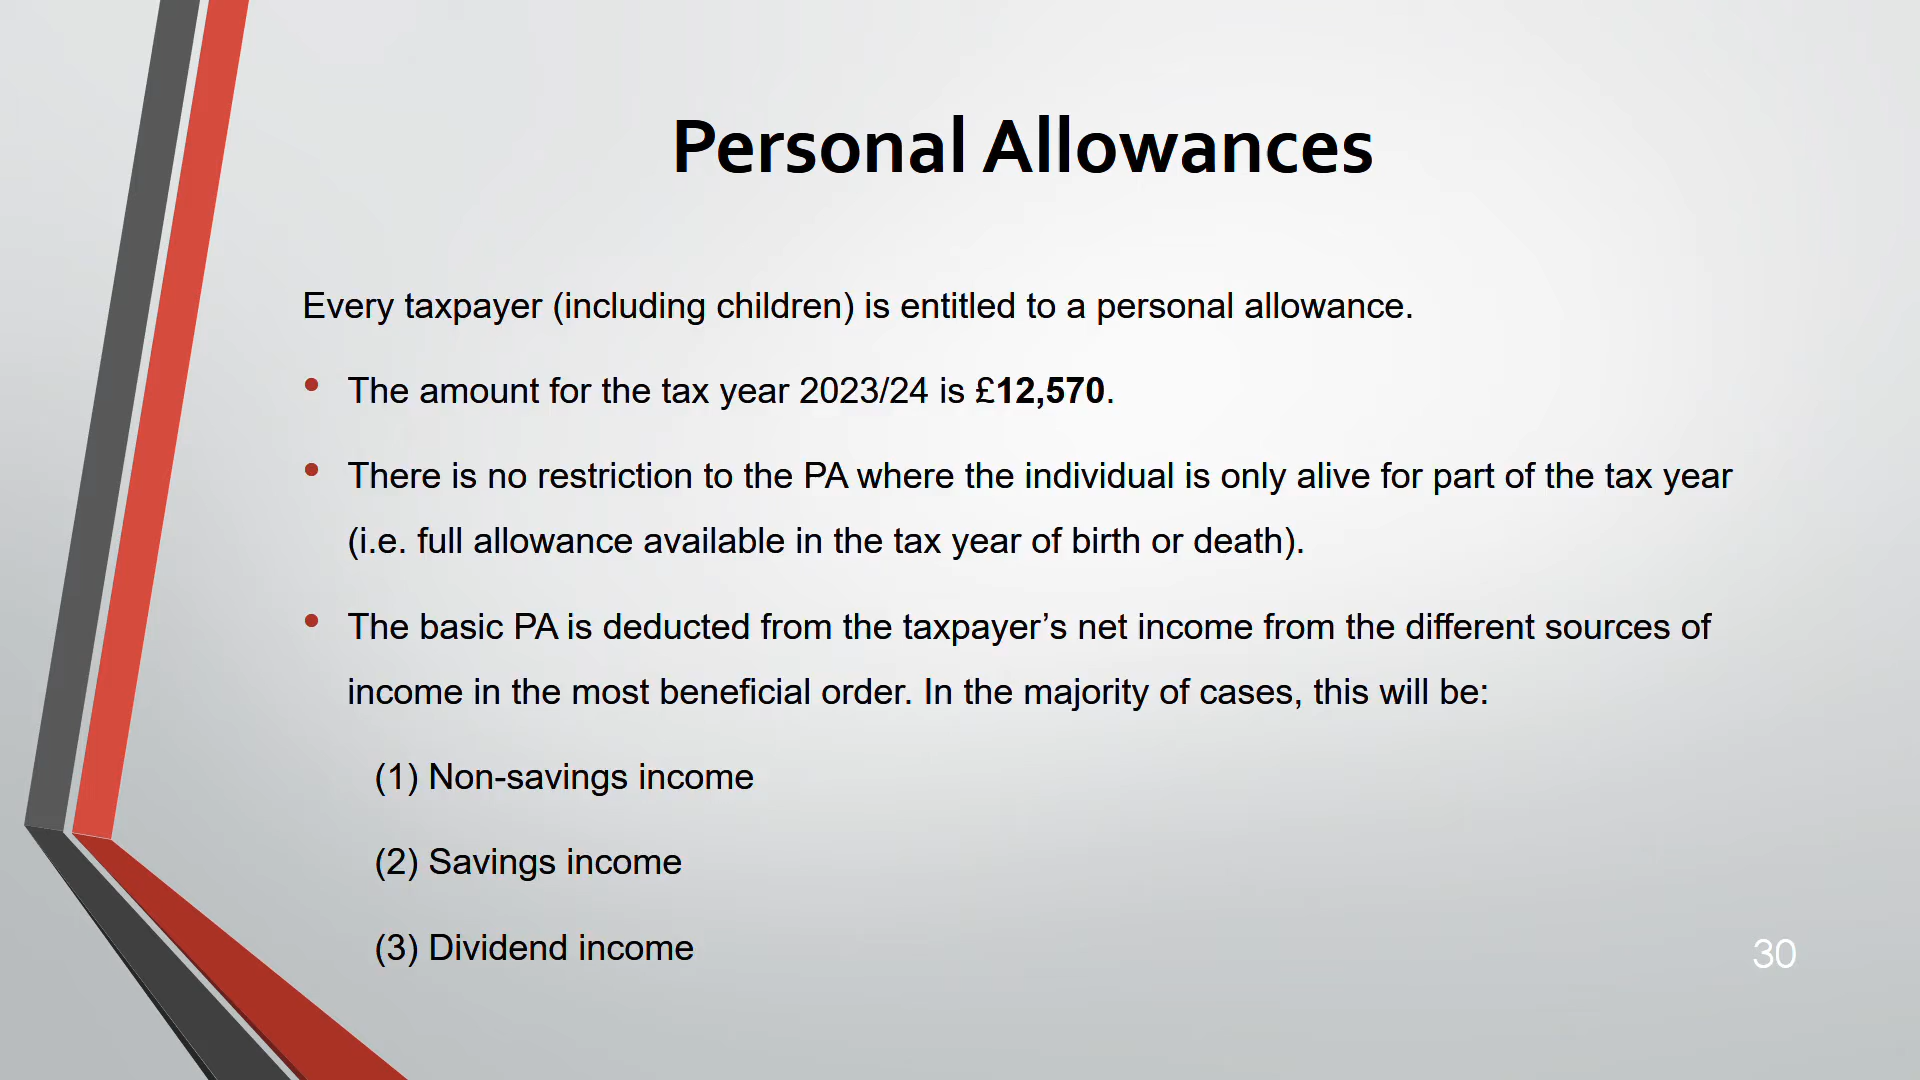 Personal Allowances
Every taxpayer (including children) is entitled to a personal allowance.
• The amount for the tax year 2023/24 is £12,570.
• There is no restriction to the PA where the individual is only alive for part of the tax year
(i.e. full allowance available in the tax year of birth or death).
• The basic PA is deducted from the taxpayer’s net income from the different sources of
income in the most beneficial order. In the majority of cases, this will be:
(1) Non-savings income
(2) Savings income
(3) Dividend income
30